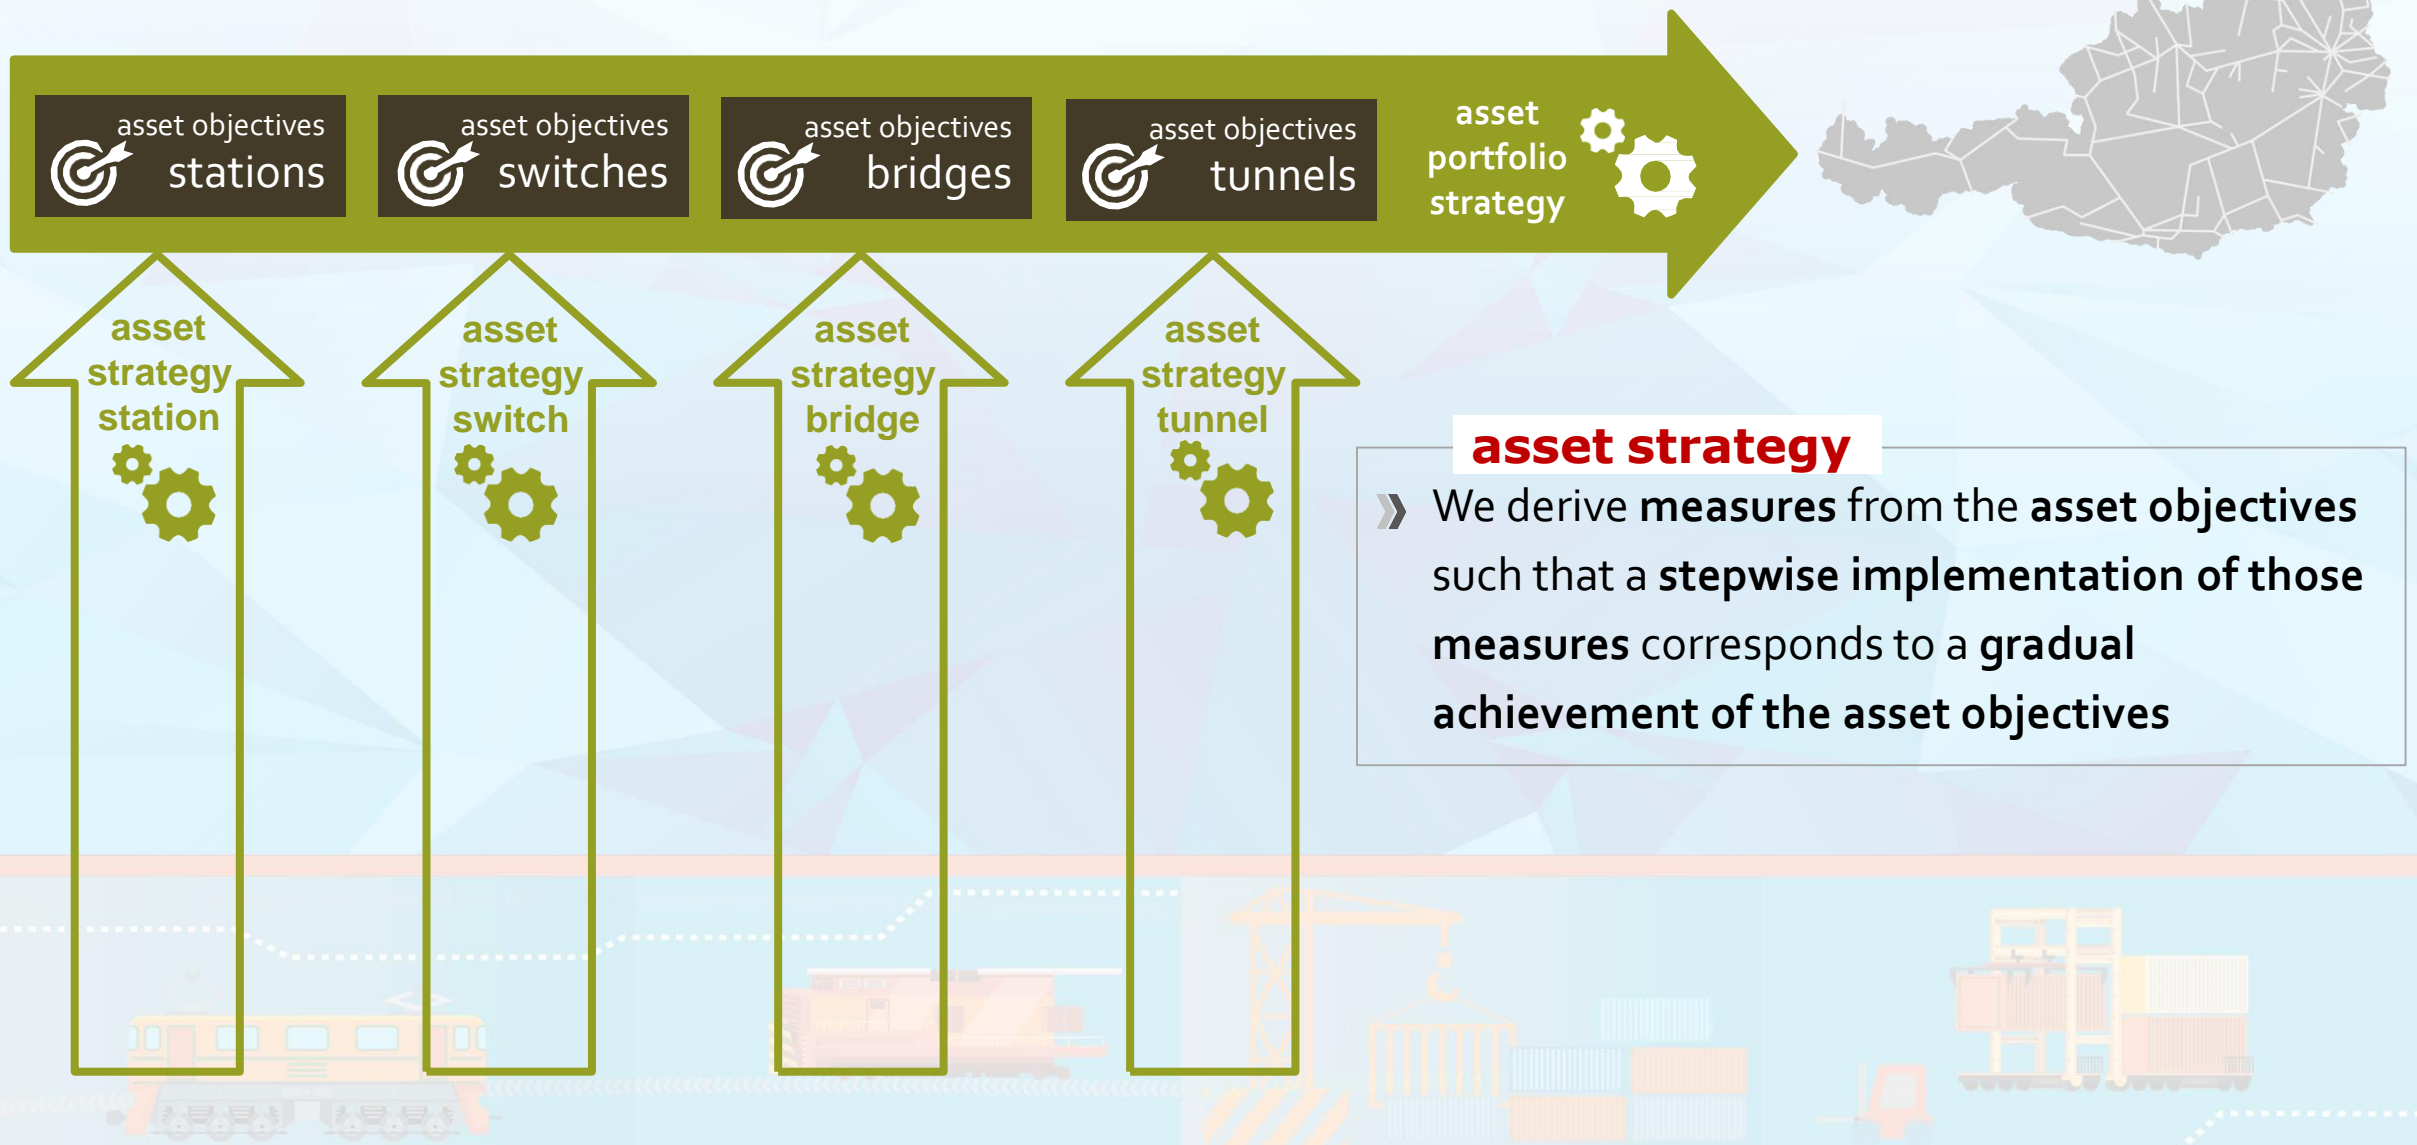 asset objectives
stations
asset objectives
switches
asset objectives
bridges
asset objectives
tunnels
asset
portfolio
strategy
asset
strategy
station
asset
strategy
switch
asset
strategy
bridge
asset
strategy
tunnel
asset strategy
We derive measures from the asset objectives
such that a stepwise implementation of those
measures corresponds to a gradual
achievement of the asset objectives